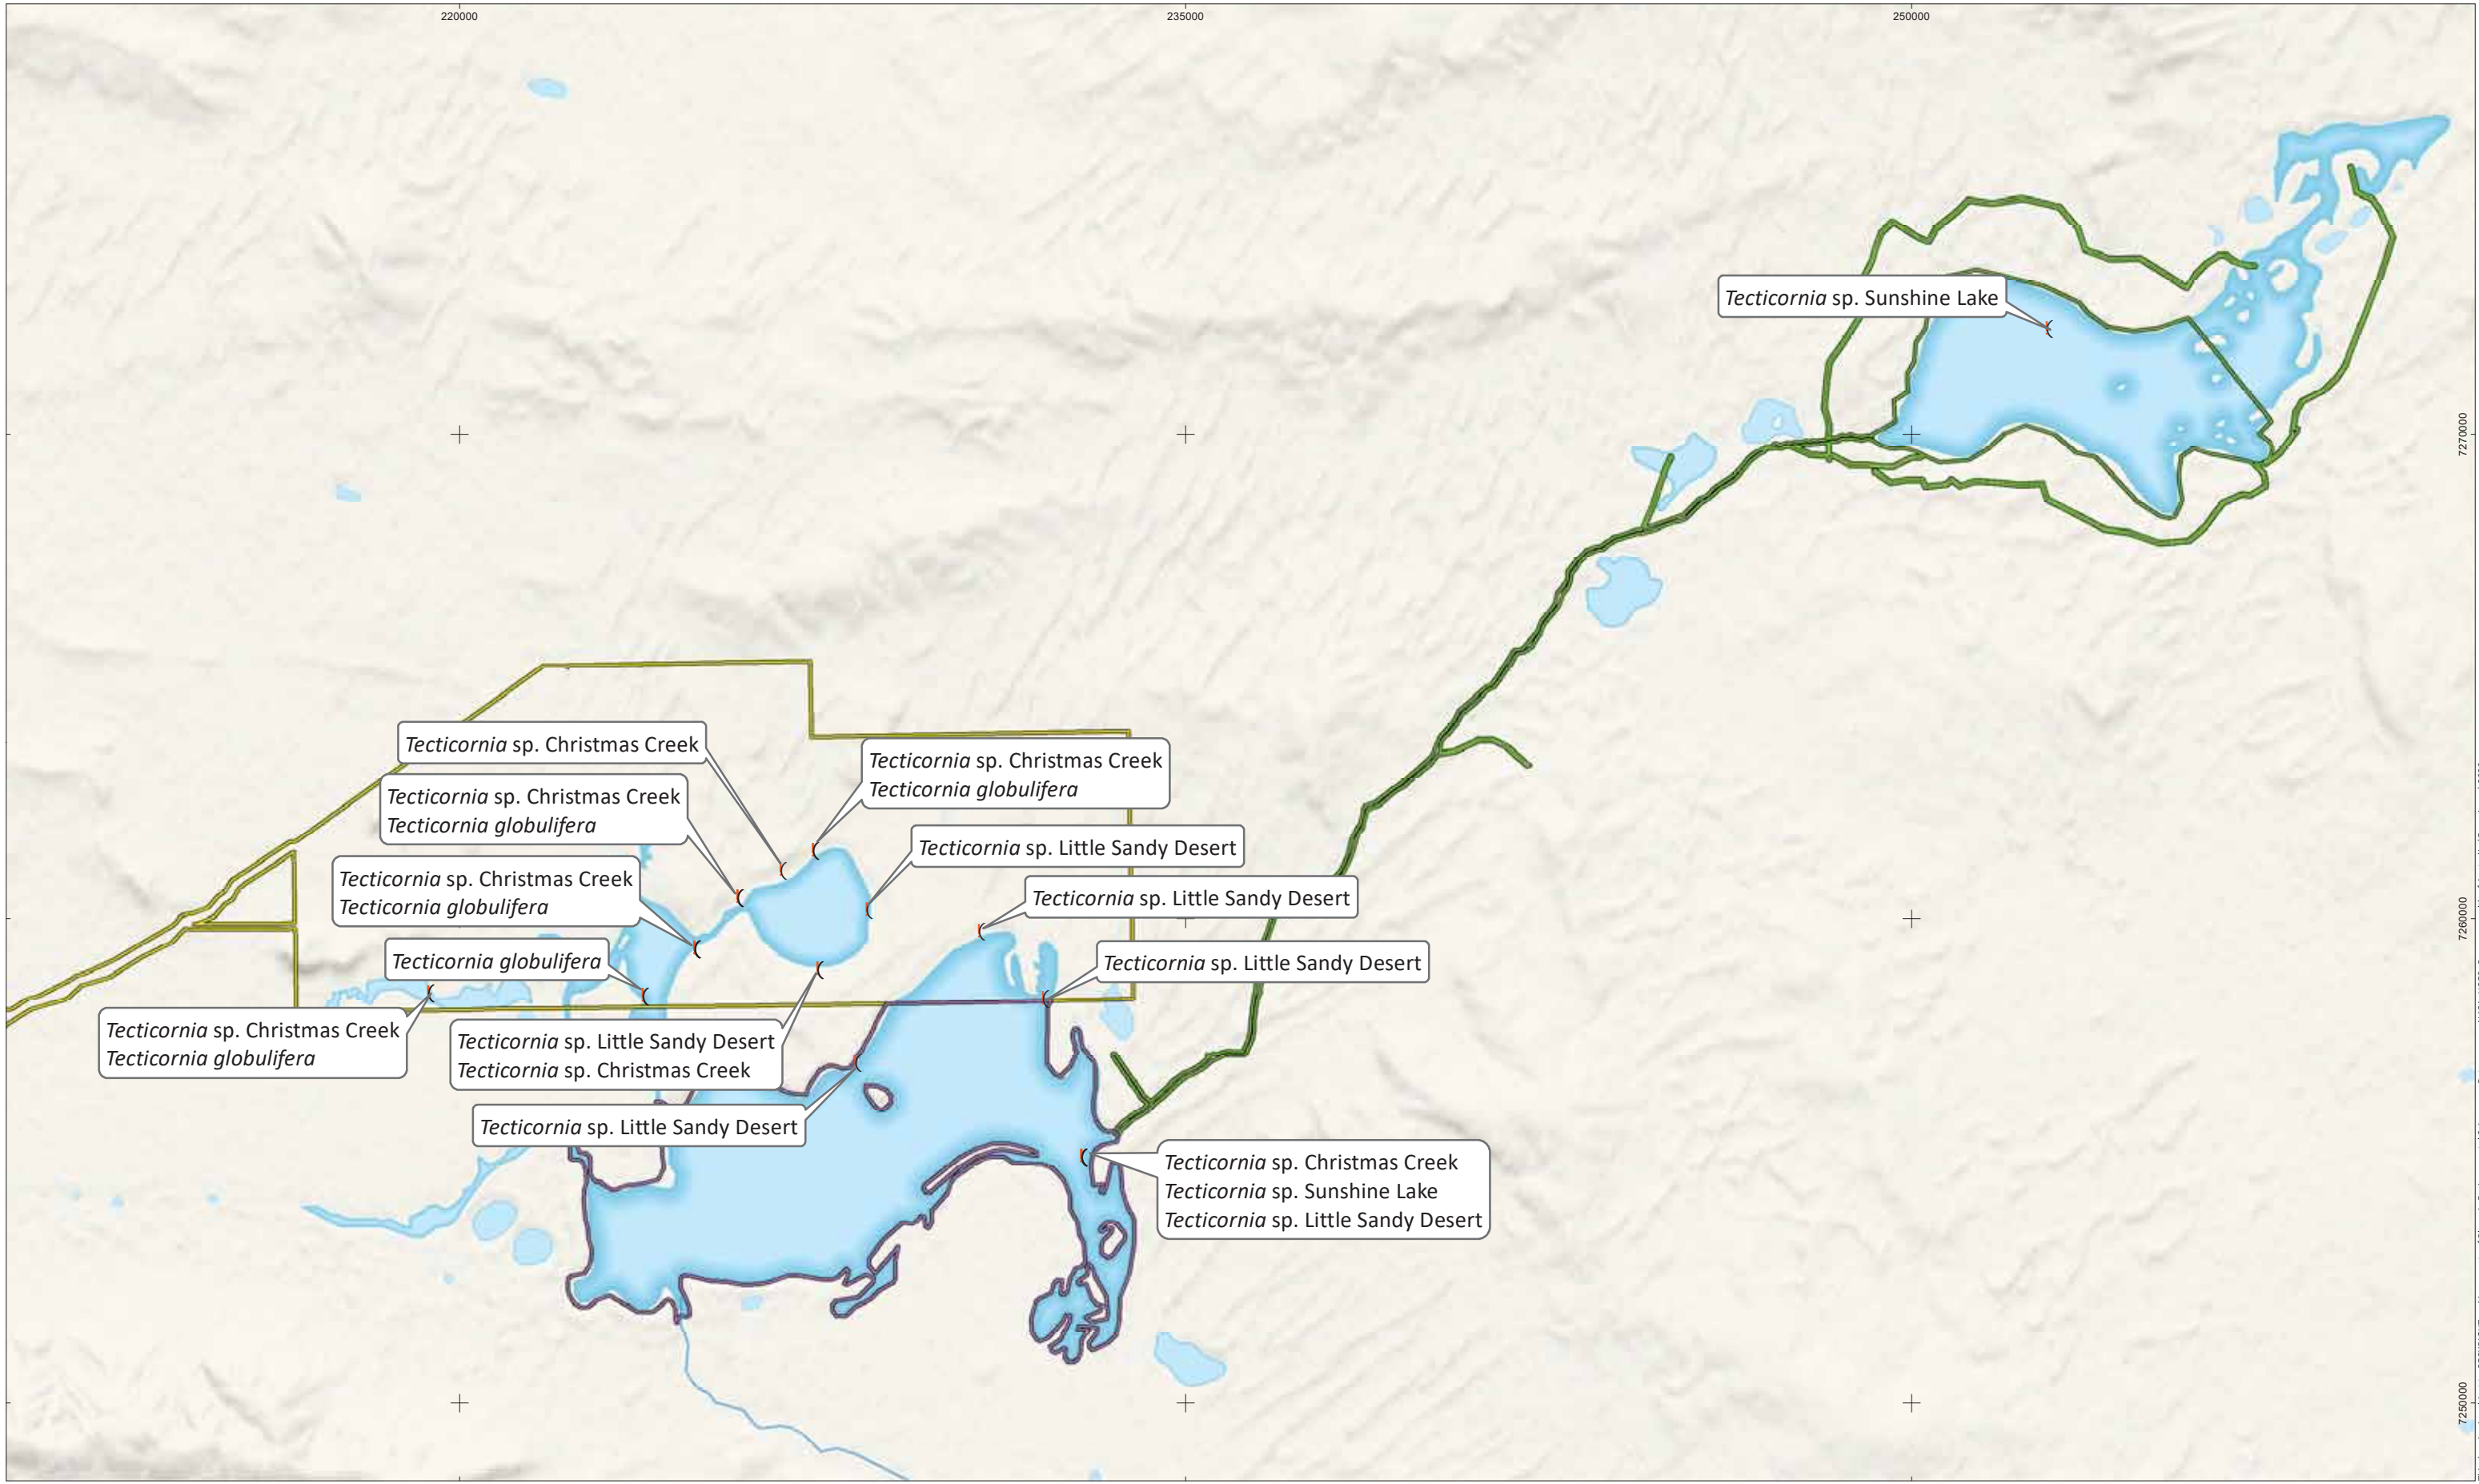 220000
235000
250000
Tecticornia sp. Sunshine Lake
7270000
Tecticornia sp. Christmas Creek
Tecticornia sp. Christmas Creek
Tecticornia globulifera
Tecticornia sp. Christmas Creek
Tecticornia globulifera
Tecticornia sp. Little Sandy Desert
Tecticornia sp. Christmas Creek
Tecticornia globulifera
Tecticornia sp. Little Sandy Desert
7260000
Tecticornia globulifera
Tecticornia sp. Little Sandy Desert
Tecticornia sp. Christmas Creek
Tecticornia globulifera
Tecticornia sp. Little Sandy Desert
Tecticornia sp. Christmas Creek
Tecticornia sp. Little Sandy Desert
Tecticornia sp. Christmas Creek
Tecticornia sp. Sunshine Lake
Tecticornia sp. Little Sandy Desert
7250000